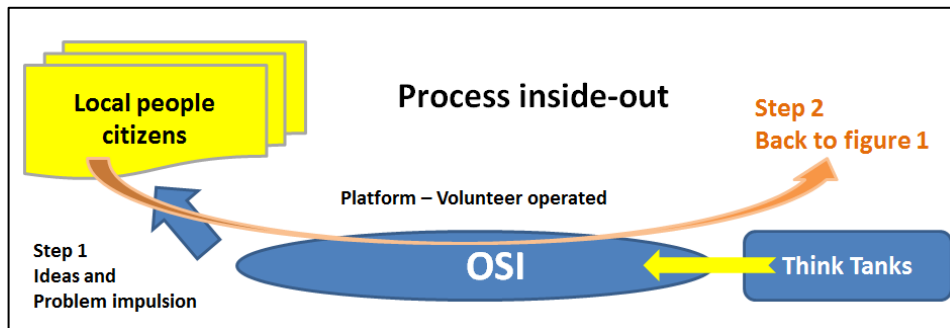 Local people
citizens
Process inside-out
Step 2
Back to figure 1
Platform – Volunteer operated
Step 1
Ideas and
Problem impulsion
OSI
Think Tanks